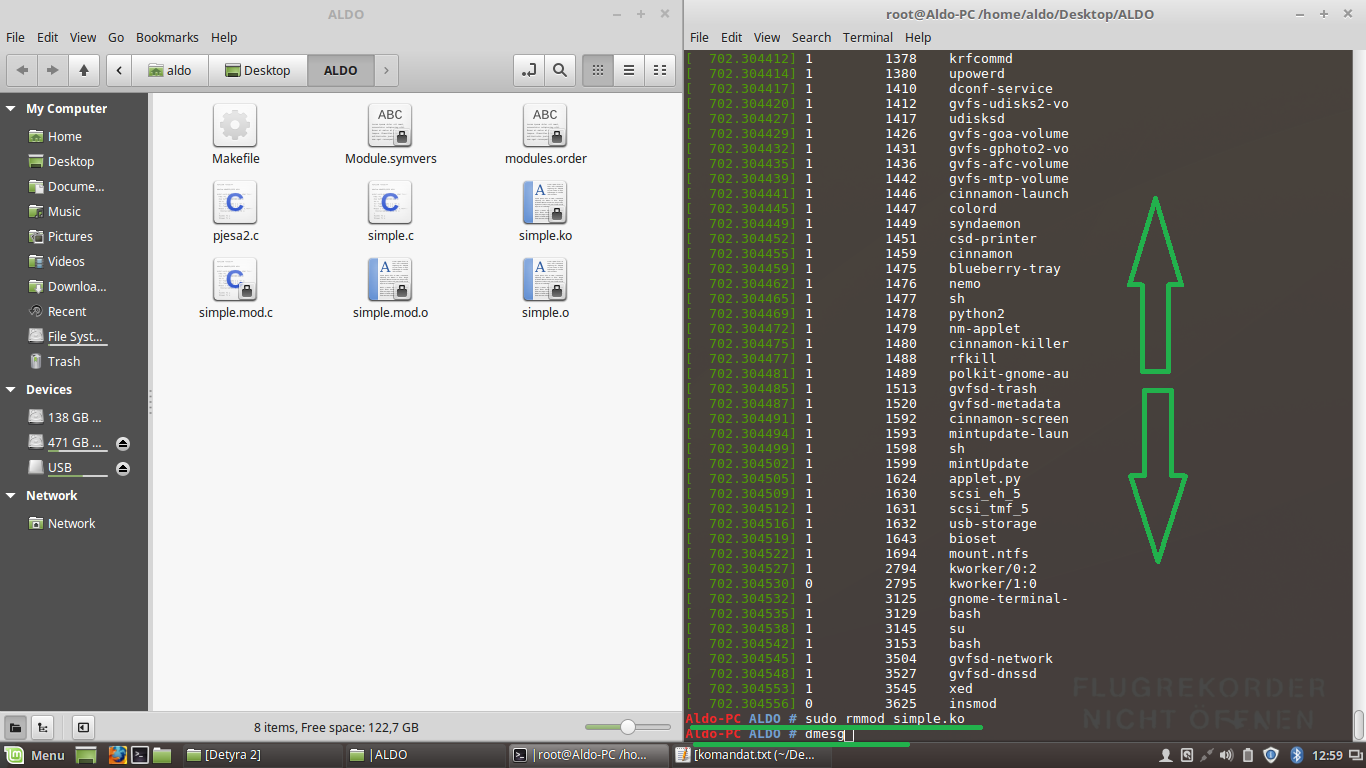 ALDO
File Edit View Go Bookmarks Help
aldo Desktop ALDO
My Computer
Home
Desktop
Docume...
Music
Pictures
Videos
Downloa...
Recent
File Syst...
Trash
Devices
138 GB ...
471 GB ...
USB
Network
Network
ABC ABC
Makefile Module.symvers modules.order
C C A
pjesa2.c simple.c simple.ko
C A A
simple.mod.c simple.mod.o simple.o
8 items, Free space: 122,7 GB
root@Aldo-PC /home/aldo/Desktop/ALDO
File Edit View Search Terminal Help
[  702.304412] 1 1378 krfcommd
[  702.304414] 1 1380 upowerd
[  702.304417] 1 1410 dconf-service
[  702.304420] 1 1412 gvfs-udisks2-vo
[  702.304427] 1 1417 udisksd
[  702.304429] 1 1426 gvfs-goa-volume
[  702.304432] 1 1431 gvfs-gphoto2-vo
[  702.304435] 1 1436 gvfs-afc-volume
[  702.304439] 1 1442 gvfs-mtp-volume
[  702.304441] 1 1446 cinnamon-launch
[  702.304445] 1 1447 colord
[  702.304449] 1 1449 syndaemon
[  702.304452] 1 1451 csd-printer
[  702.304455] 1 1459 cinnamon
[  702.304459] 1 1475 blueberry-tray
[  702.304462] 1 1476 nemo
[  702.304465] 1 1477 sh
[  702.304469] 1 1478 python2
[  702.304472] 1 1479 nm-applet
[  702.304475] 1 1480 cinnamon-killer
[  702.304477] 1 1488 rfkill
[  702.304481] 1 1489 polkit-gnome-au
[  702.304485] 1 1513 gvfsd-trash
[  702.304487] 1 1520 gvfsd-metadata
[  702.304491] 1 1592 cinnamon-screen
[  702.304494] 1 1593 mintupdate-laun
[  702.304499] 1 1598 sh
[  702.304502] 1 1599 mintUpdate
[  702.304505] 1 1624 applet.py
[  702.304509] 1 1630 scsi_eh_5
[  702.304512] 1 1631 scsi_tmf_5
[  702.304516] 1 1632 usb-storage
[  702.304519] 1 1643 bioset
[  702.304522] 1 1694 mount.ntfs
[  702.304527] 1 2794 kworker/0:2
[  702.304530] 0 2795 kworker/1:0
[  702.304532] 1 3125 gnome-terminal-
[  702.304535] 1 3129 bash
[  702.304538] 1 3145 su
[  702.304542] 1 3153 bash
[  702.304545] 1 3504 gvfsd-network
[  702.304548] 1 3527 gvfsd-dnssd
[  702.304553] 1 3545 xed
[  702.304556] 0 3625 insmod
Aldo-PC ALDO # sudo rmmod simple.ko
Aldo-PC ALDO # dmesg
FLUGREKORDER
NICHT ÖFFNEN
Menu [Detyra 2] |ALDO |root@Aldo-PC /ho... [komandat.txt (~/De... 12:59